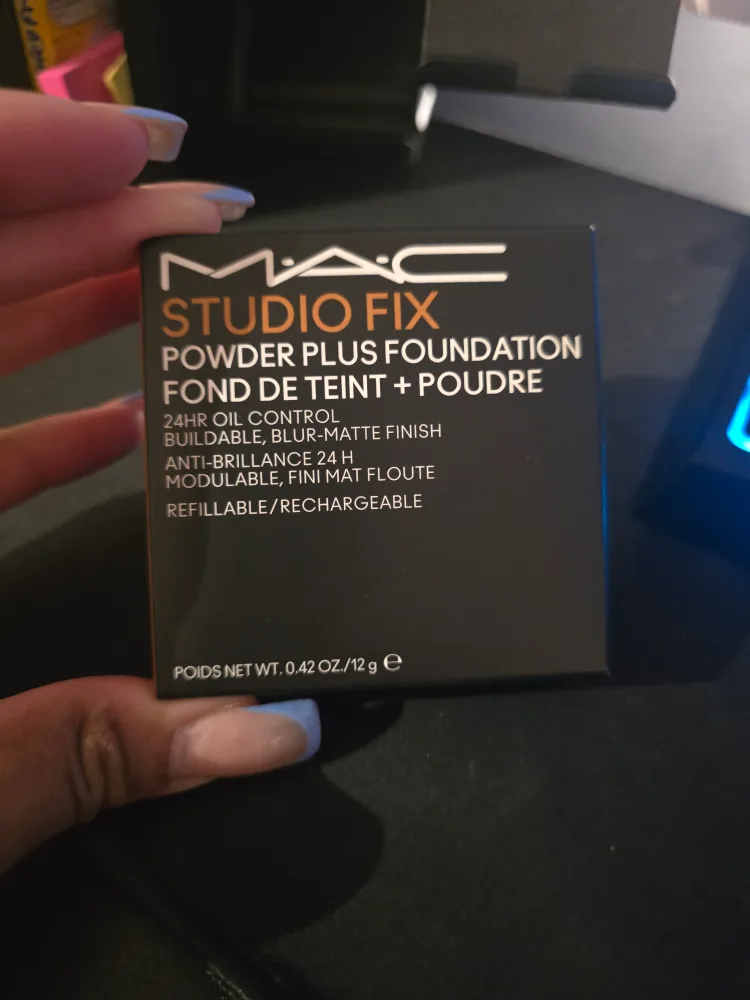 M·A·C
STUDIO FIX
POWDER PLUS FOUNDATION
FOND DE TEINT + POUDRE
24HR OIL CONTROL
BUILDABLE, BLUR-MATTE FINISH
ANTI-BRILLANCE 24 H
MODULABLE, FINI MAT FLOUTE
REFILLABLE/RECHARGEABLE
POIDS NET WT. 0.42 OZ./12 g ℮